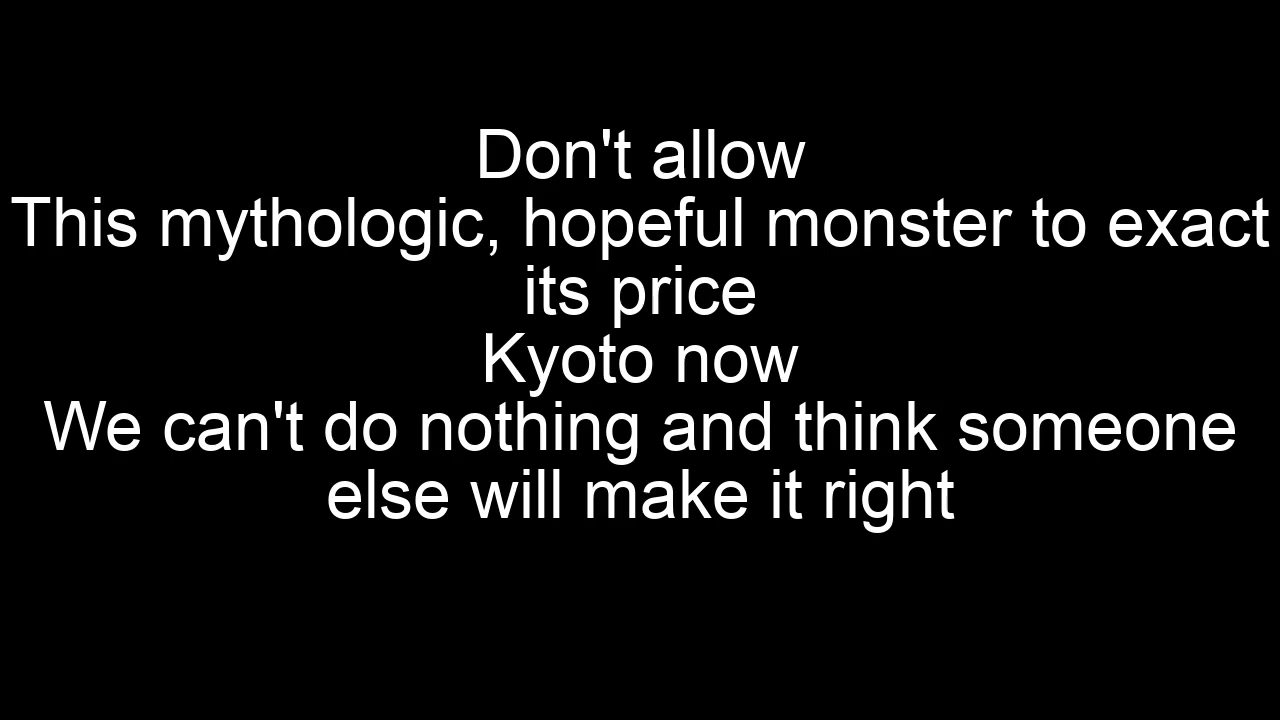 Don't allow
This mythologic, hopeful monster to exact
its price
Kyoto now
We can't do nothing and think someone
else will make it right